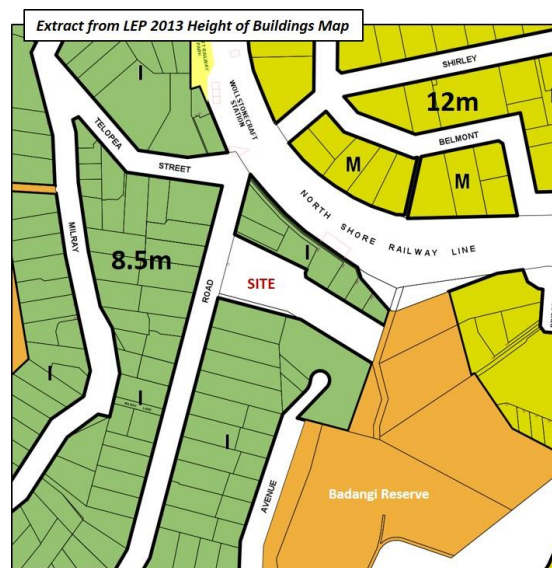 Extract from LEP 2013 Height of Buildings Map
I
WOLLSTONECRAFT
STATION
SHIRLEY
12m
TELOPEA
BELMONT
STREET
M
M
NORTH SHORE RAILWAY LINE
MILRAY
8.5m
ROAD
SITE
I
I
I
I
AVENUE
Badangi Reserve